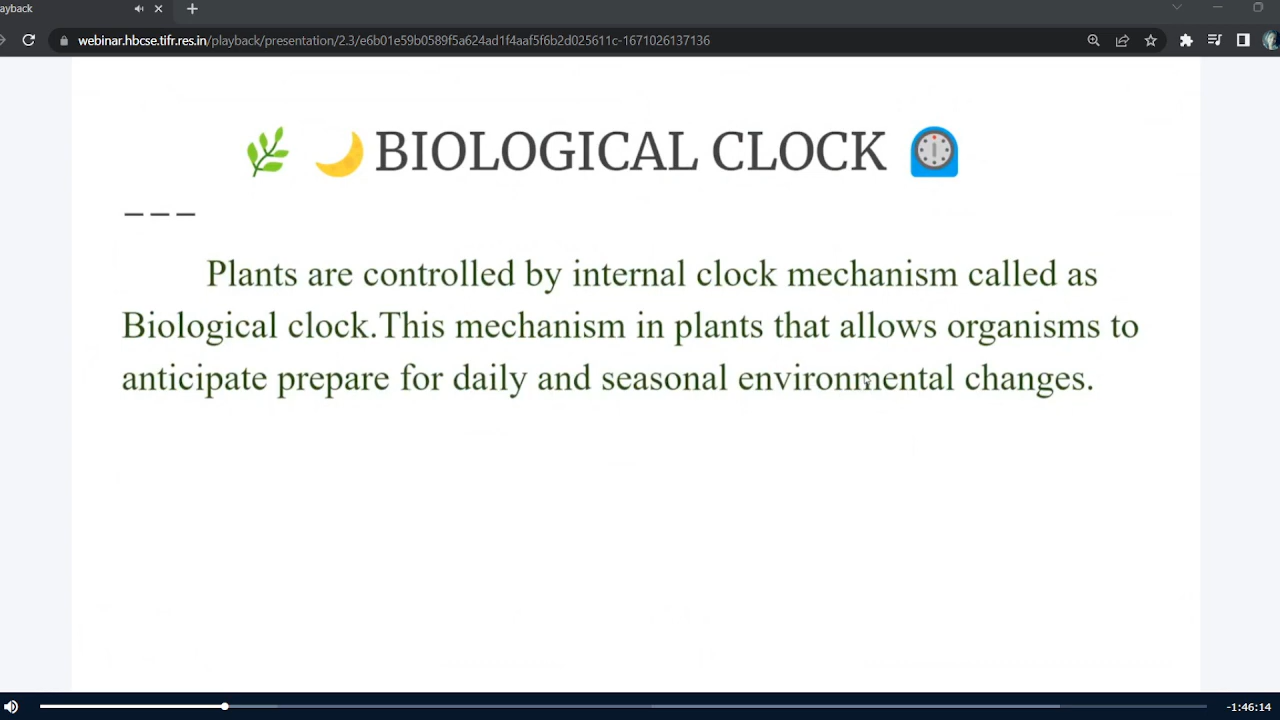 ayback
webinar.hbcse.tifr.res.in/playback/presentation/2.3/e6b01e59b0589f5a624ad1f4aaf5f6b2d025611c-1671026137136
BIOLOGICAL CLOCK
---
Plants are controlled by internal clock mechanism called as
Biological clock.This mechanism in plants that allows organisms to
anticipate prepare for daily and seasonal environmental changes.
-1:46:14